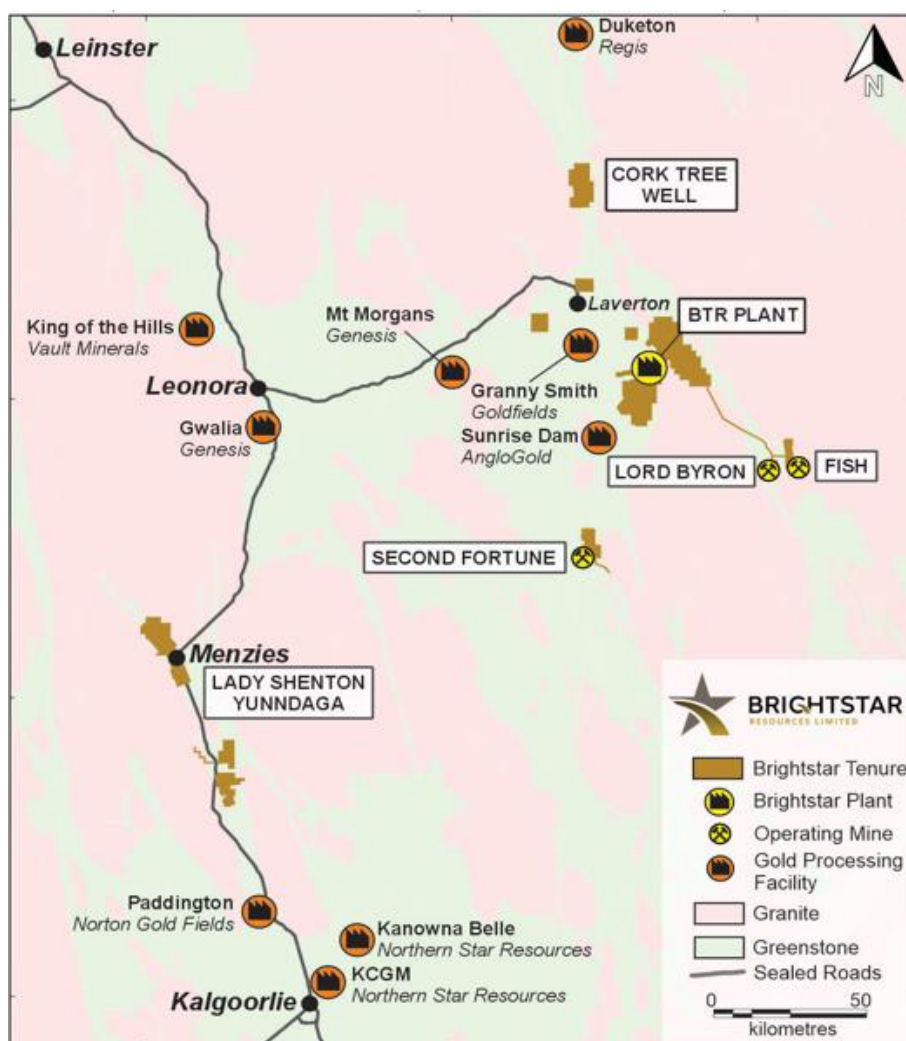 Duketon
Regis
Leinster
N
CORK TREE
WELL
Laverton
King of the Hills
Vault Minerals
Mt Morgans
Genesis
BTR PLANT
Leonora
Granny Smith
Goldfields
Gwalia
Genesis
Sunrise Dam
AngloGold
LORD BYRON
FISH
SECOND FORTUNE
Menzies
LADY SHENTON
YUNNDAGA
BRIGHTSTAR
RESOURCES LIMITED
Brightstar Tenure
Brightstar Plant
Operating Mine
Gold Processing
Facility
Granite
Greenstone
Sealed Roads
0 50
kilometres
Paddington
Norton Gold Fields
Kanowna Belle
Northern Star Resources
KCGM
Northern Star Resources
Kalgoorlie